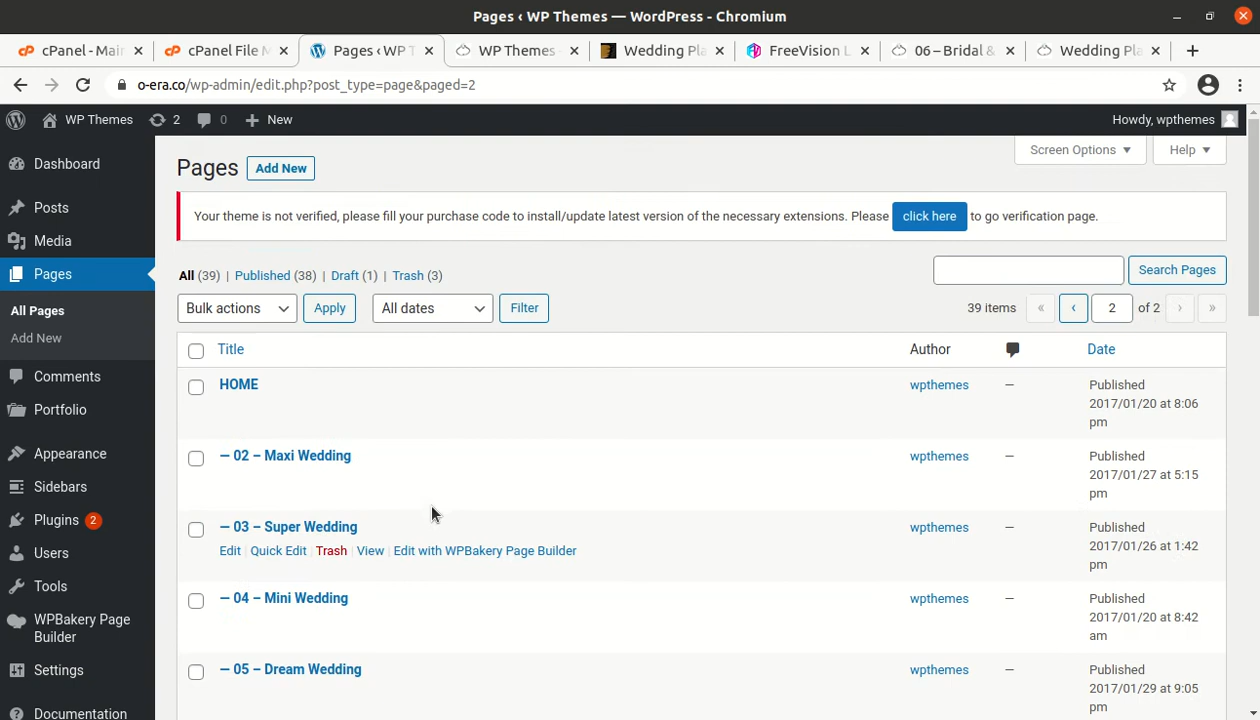 Pages ‹ WP Themes — WordPress - Chromium
cPanel - Mai
cPanel File M
Pages ‹ WP T
WP Themes
Wedding Pl
FreeVision L
06 – Bridal &
Wedding Pl
o-era.co/wp-admin/edit.php?post_type=page&paged=2
WP Themes
2
0
New
Howdy, wpthemes
Dashboard
Posts
Media
Pages
All Pages
Add New
Comments
Portfolio
Appearance
Sidebars
Plugins 2
Users
Tools
WPBakery Page
Builder
Settings
Documentation
Pages
Add New
Screen Options
Help
Your theme is not verified, please fill your purchase code to install/update latest version of the necessary extensions. Please click here to go verification page.
All (39) | Published (38) | Draft (1) | Trash (3)
Search Pages
Bulk actions
Apply
All dates
Filter
39 items « ‹ 2 of 2 › »
Title
Author
Date
HOME
wpthemes
—
Published
2017/01/20 at 8:06
pm
— 02 – Maxi Wedding
wpthemes
—
Published
2017/01/27 at 5:15
pm
— 03 – Super Wedding
Edit | Quick Edit | Trash | View | Edit with WPBakery Page Builder
wpthemes
—
Published
2017/01/26 at 1:42
pm
— 04 – Mini Wedding
wpthemes
—
Published
2017/01/20 at 8:42
am
— 05 – Dream Wedding
wpthemes
—
Published
2017/01/29 at 9:05
pm